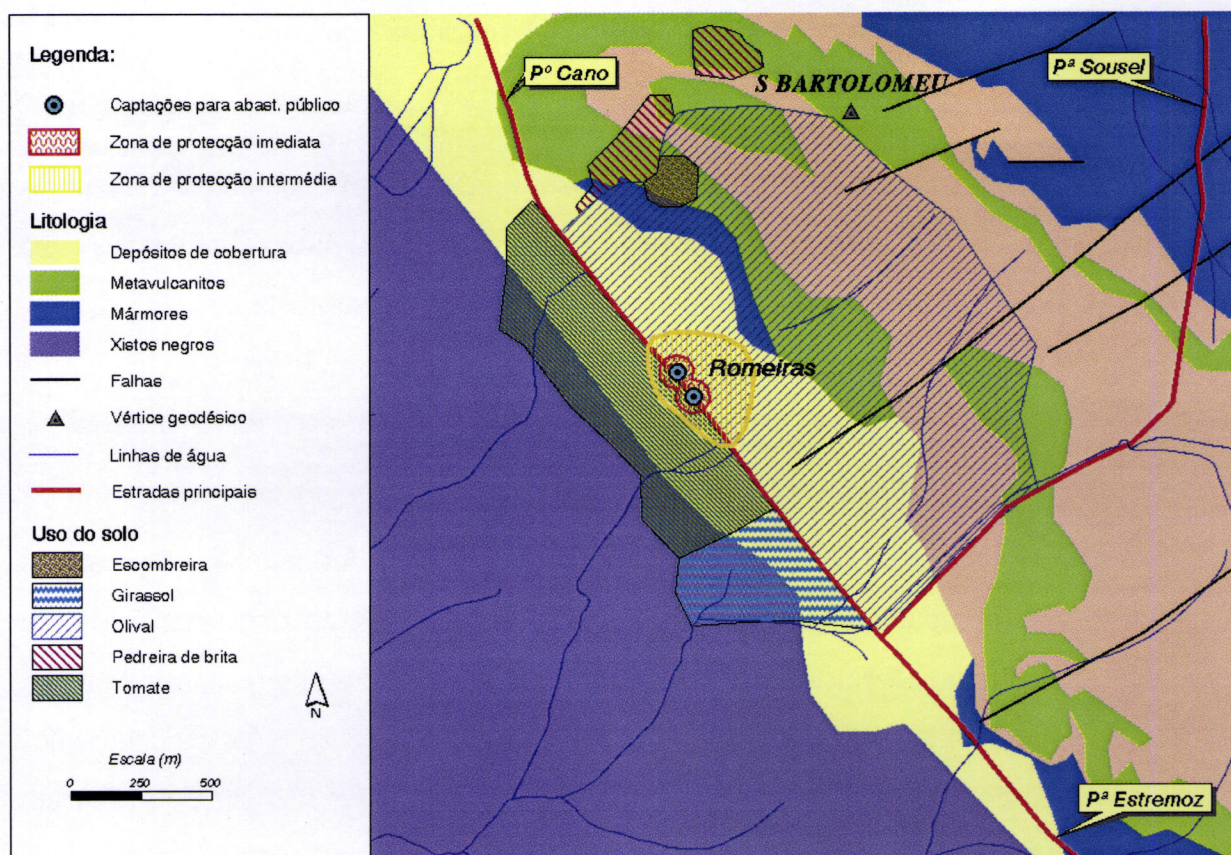 Legenda:
Captações para abast. público
Zona de protecção imediata
Zona de protecção intermédia
Litologia
Depósitos de cobertura
Metavulcanitos
Mármores
Xistos negros
Falhas
Vértice geodésico
Linhas de água
Estradas principais
Uso do solo
Escombreira
Girassol
Olival
Pedreira de brita
Tomate
N
Escala (m)
0 250 500
Pº Cano
S BARTOLOMEU
Pª Sousel
Romeiras
Pª Estremoz